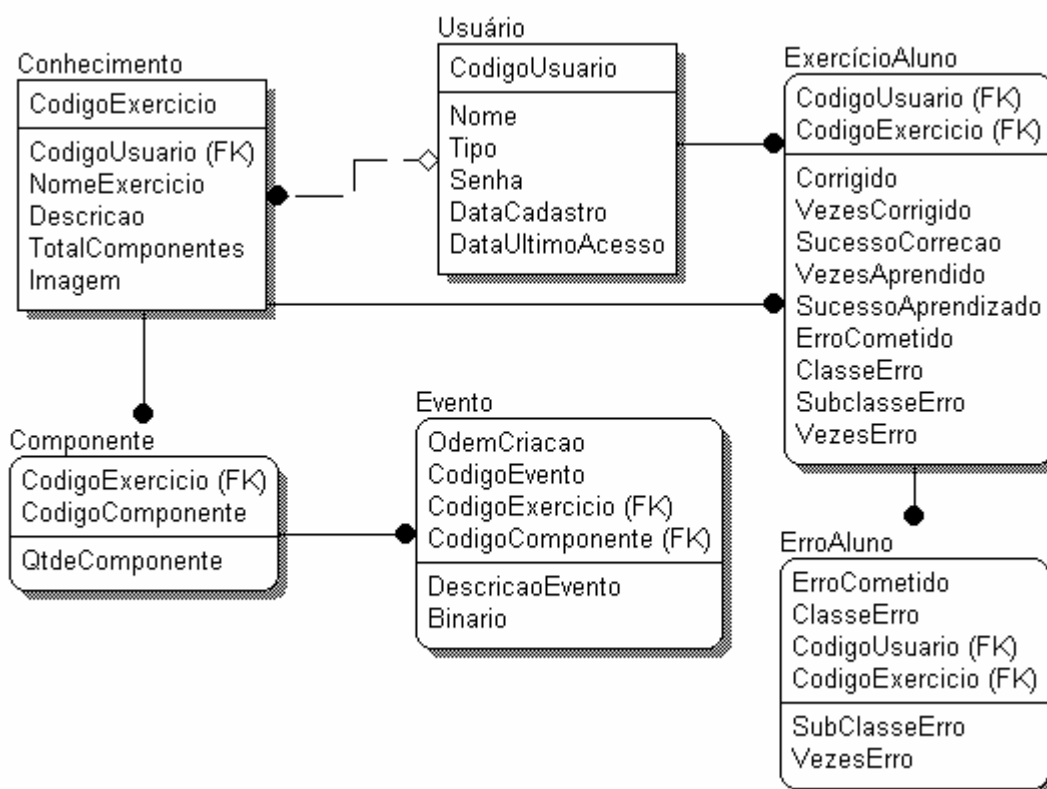 Conhecimento
CodigoExercicio
CodigoUsuario (FK)
NomeExercicio
Descricao
TotalComponentes
Imagem
Usuário
CodigoUsuario
Nome
Tipo
Senha
DataCadastro
DataUltimoAcesso
ExercícioAluno
CodigoUsuario (FK)
CodigoExercicio (FK)
Corrigido
VezesCorrigido
SucessoCorrecao
VezesAprendido
SucessoAprendizado
ErroCometido
ClasseErro
SubclasseErro
VezesErro
Componente
CodigoExercicio (FK)
CodigoComponente
QtdeComponente
Evento
OdemCriacao
CodigoEvento
CodigoExercicio (FK)
CodigoComponente (FK)
DescricaoEvento
Binario
ErroAluno
ErroCometido
ClasseErro
CodigoUsuario (FK)
CodigoExercicio (FK)
SubClasseErro
VezesErro